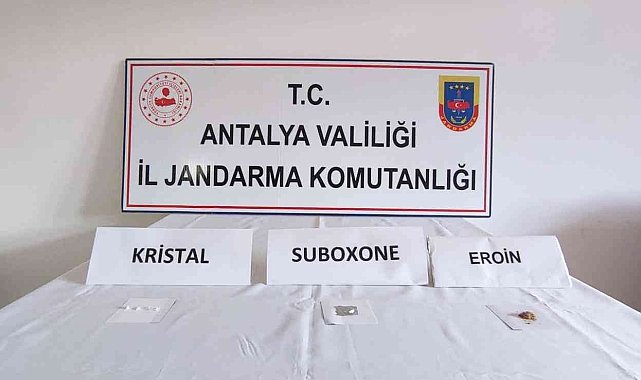 T.C.
ANTALYA VALİLİĞİ
İL JANDARMA KOMUTANLIĞI
KRİSTAL
SUBOXONE
EROİN